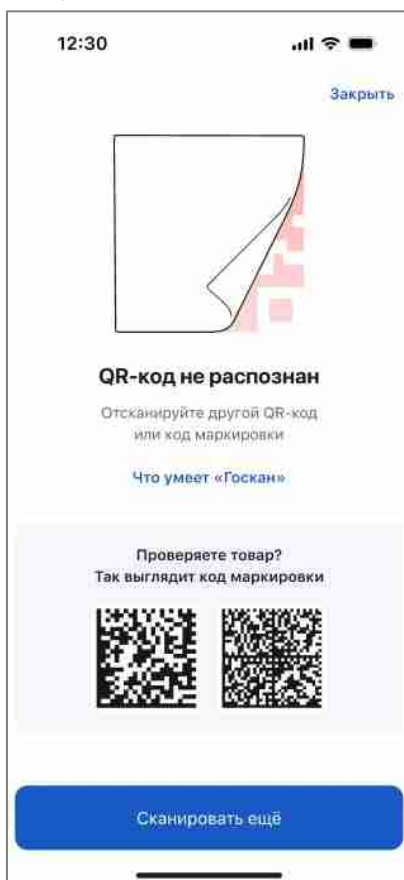 12:30
Закрыть
QR-код не распознан
Отсканируйте другой QR-код
или код маркировки
Что умеет «Госкан»
Проверяете товар?
Так выглядит код маркировки
Сканировать ещё